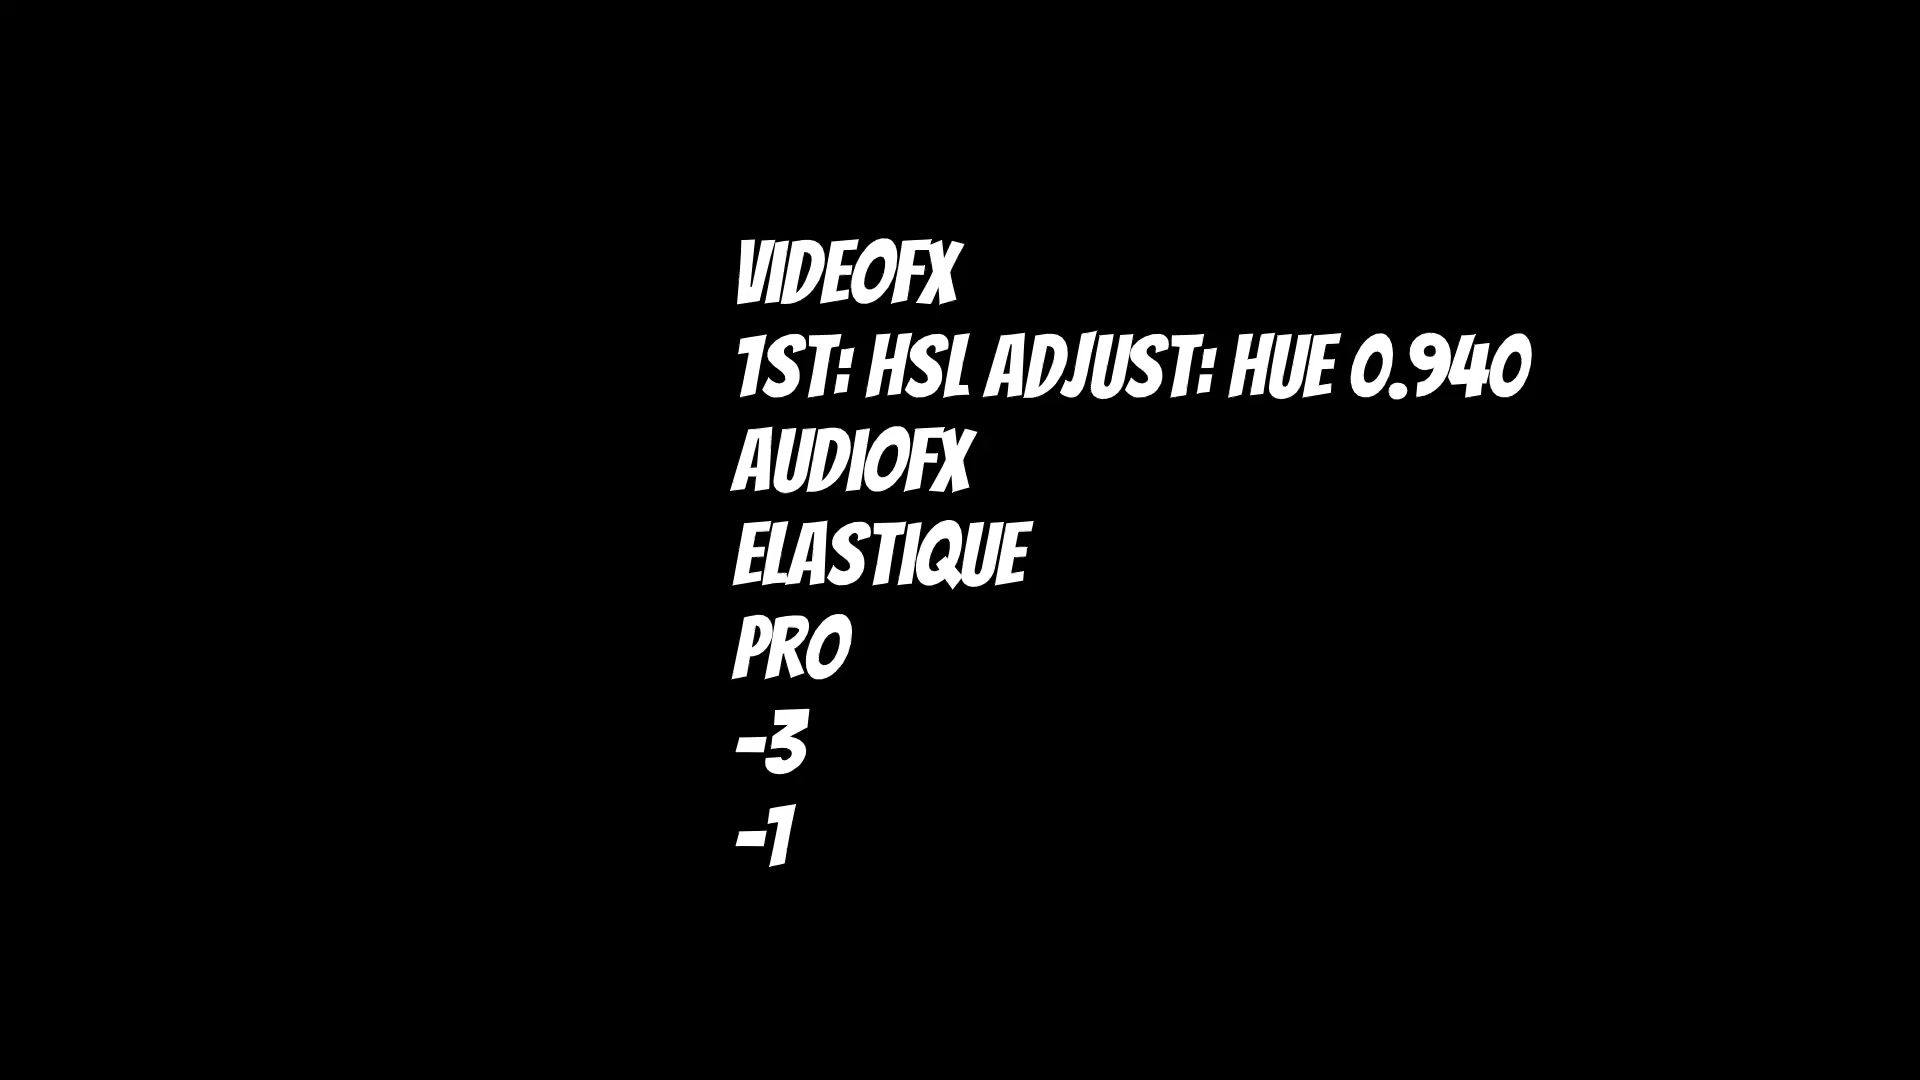 VIDEOFX
1ST: HSL ADJUST: HUE 0.940
AUDIOFX
ELASTIQUE
PRO
-3
-1